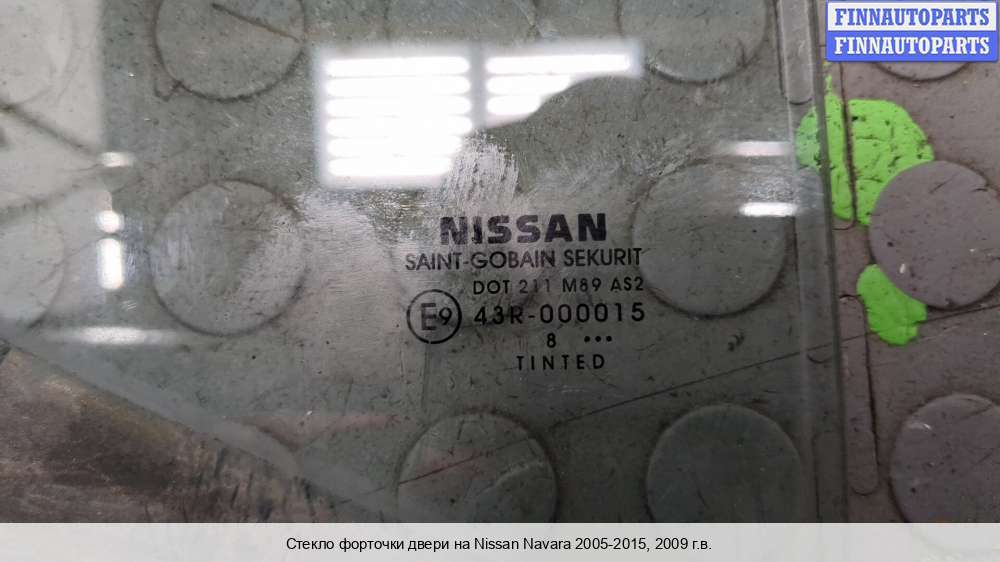 FINNAUTOPARTS
FINNAUTOPARTS
NISSAN
SAINT-GOBAIN SEKURIT
DOT 211 M89 AS2
E9 43R-000015
8 •••
TINTED
Стекло форточки двери на Nissan Navara 2005-2015, 2009 г.в.